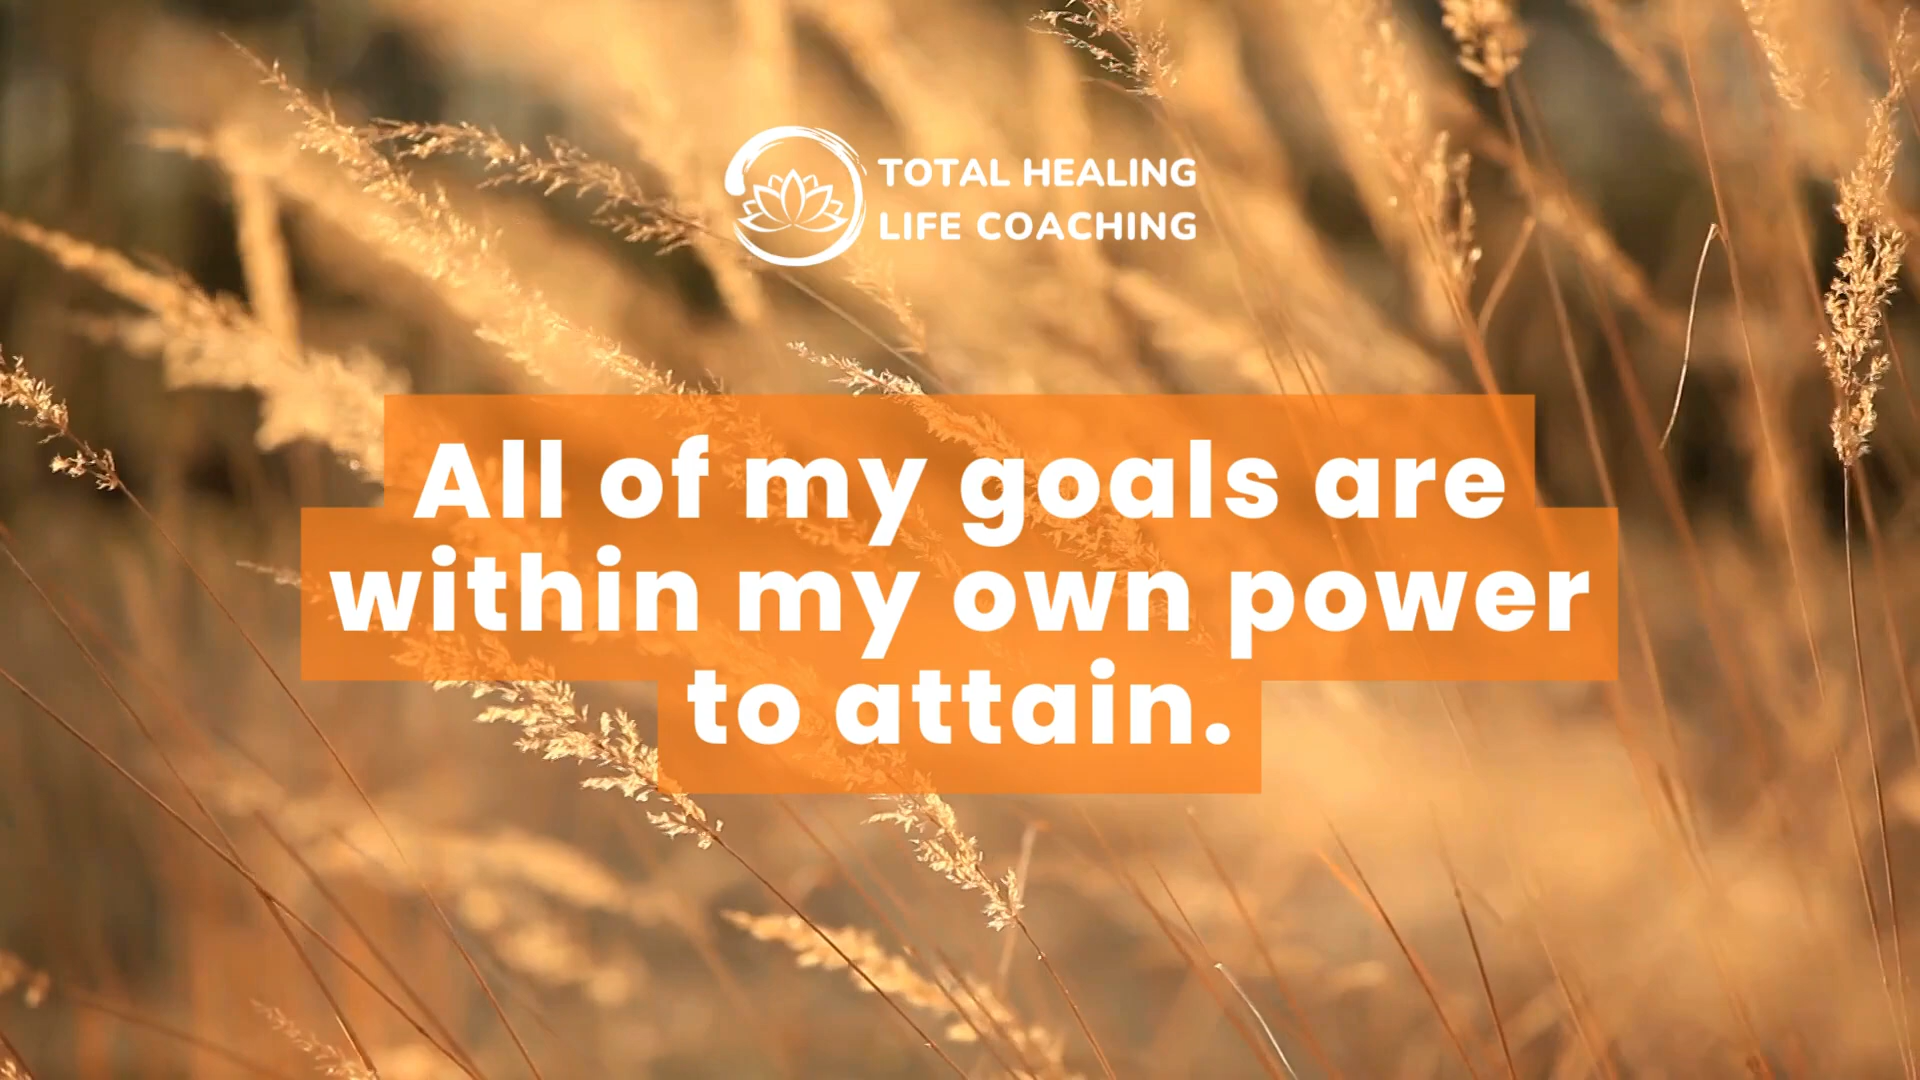 TOTAL HEALING
LIFE COACHING
All of my goals are
within my own power
to attain.